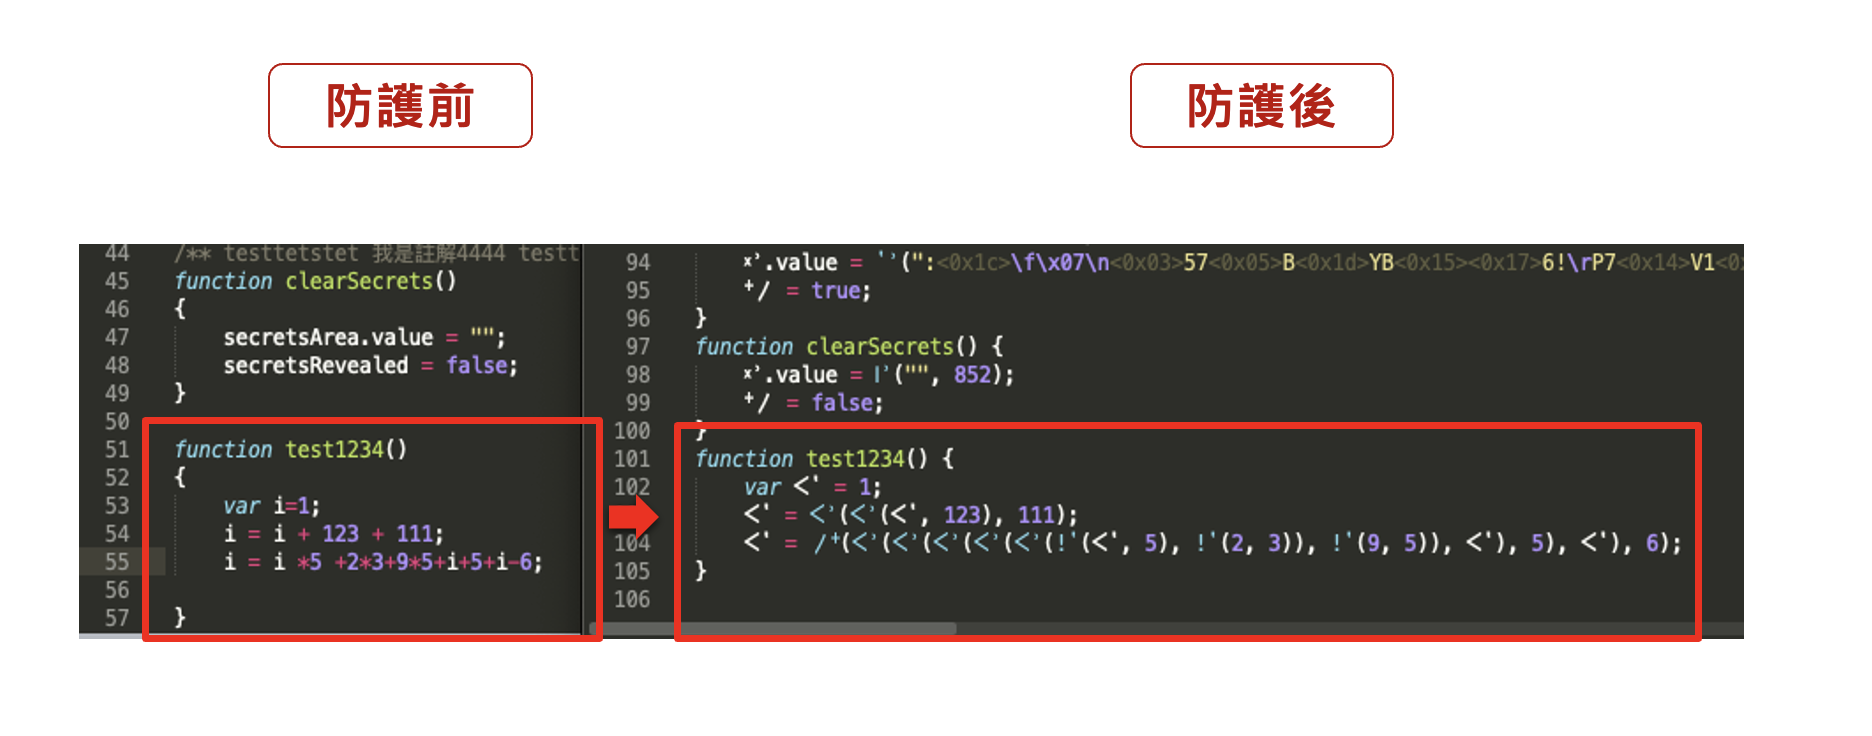 防護前
防護後
44 /** testtetstet 我是註解4444 testt
45 function clearSecrets()
46 {
47 secretsArea.value = "";
48 secretsRevealed = false;
49 }
50
51 function test1234()
52 {
53 var i=1;
54 i = i + 123 + 111;
55 i = i *5 +2*3+9*5+i+5+i-6;
56
57 }
94 ˣ'.value = '’(":<0x1c>\f\x07\n<0x03>57<0x05>B<0x1d>YB<0x15><0x17>6!\rP7<0x14>V1<0
95 ⁺/ = true;
96 }
97 function clearSecrets() {
98 ˣ'.value = |'("", 852);
99 ⁺/ = false;
100 }
101 function test1234() {
102 var <' = 1;
<' = <'(<'(<', 123), 111);
104 <' = /⁺(<'(<'(<'(<'(<'(!'(<', 5), !'(2, 3)), !'(9, 5)), <'), 5), <'), 6);
105 }
106